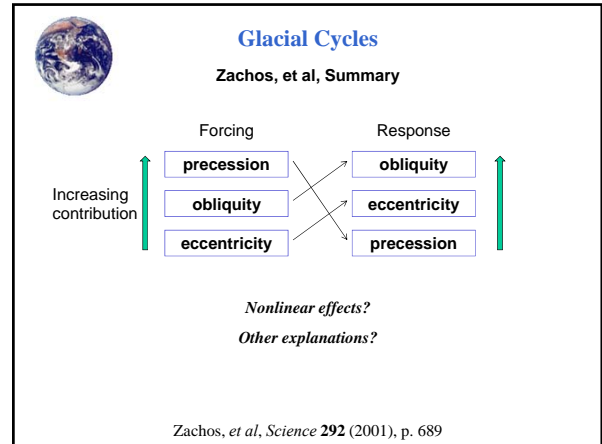 Glacial Cycles
Zachos, et al, Summary
Forcing
Response
precession
obliquity
Increasing
contribution
obliquity
eccentricity
eccentricity
precession
Nonlinear effects?
Other explanations?
Zachos, et al, Science 292 (2001), p. 689